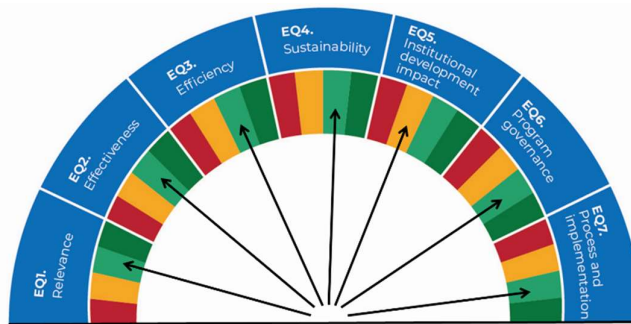 EQ1.
Relevance
EQ2.
Effectiveness
EQ3.
Efficiency
EQ4.
Sustainability
EQ5.
Institutional
development
impact
EQ6.
Program
governance
EQ7.
Process and
implementation